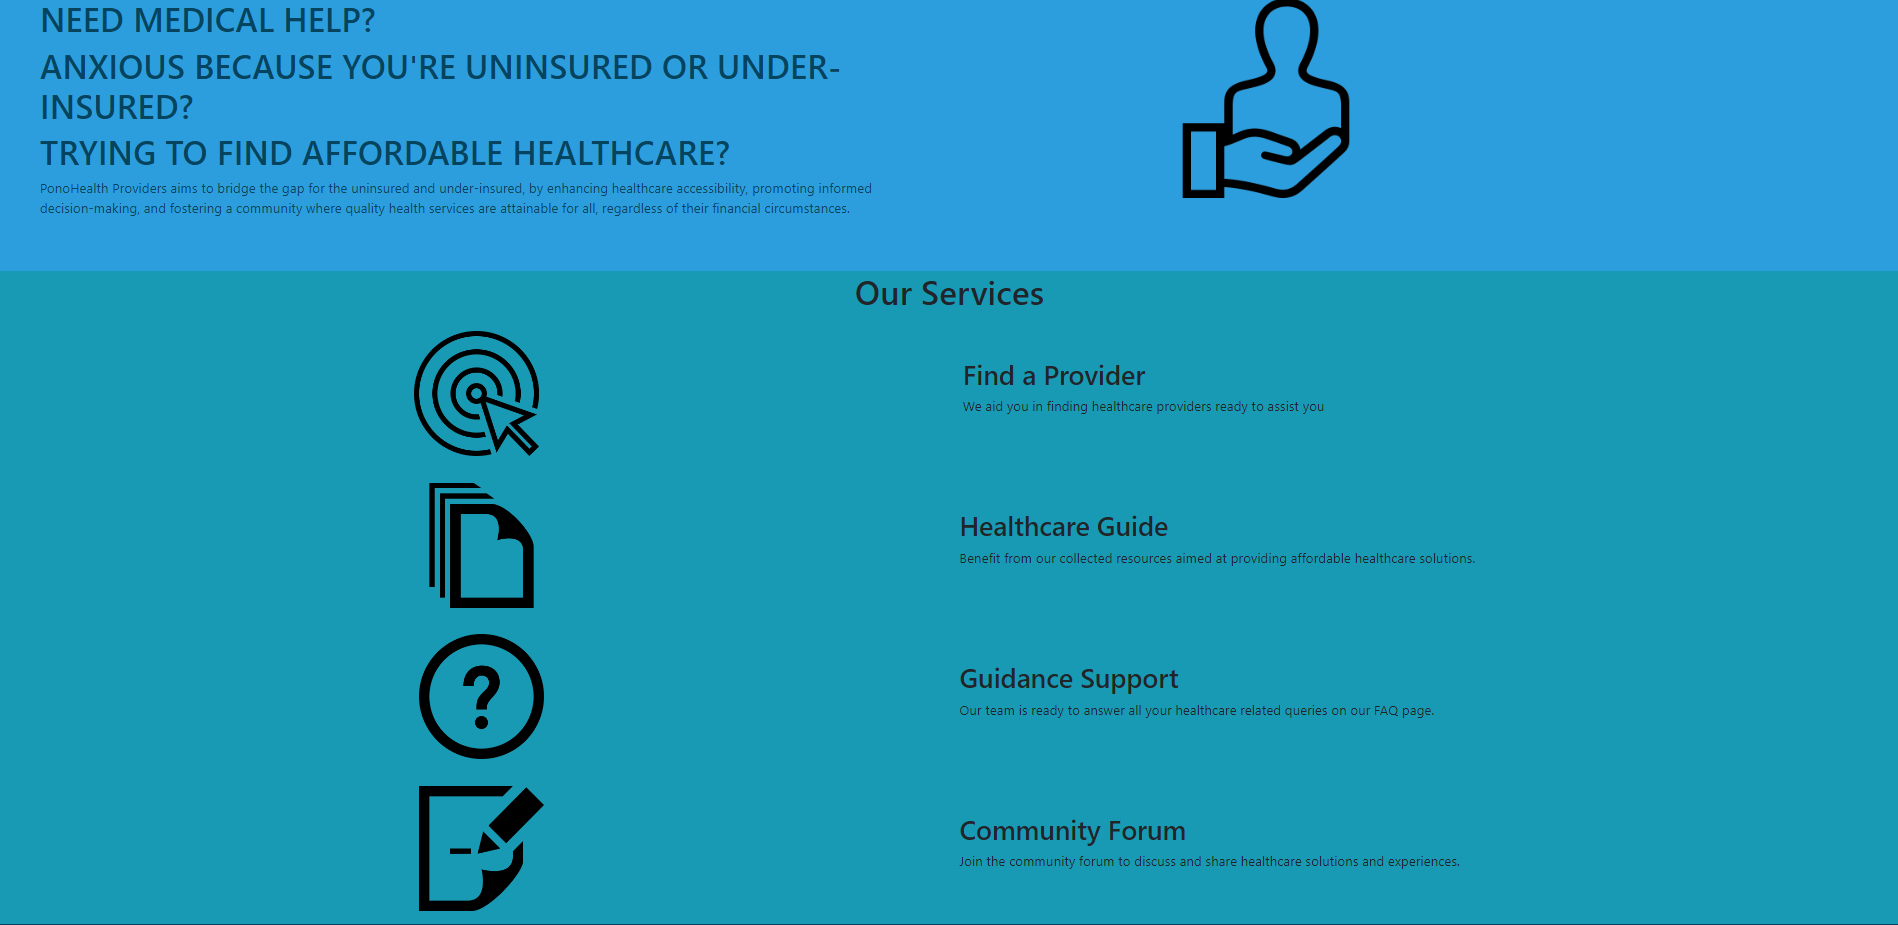 NEED MEDICAL HELP?
ANXIOUS BECAUSE YOU'RE UNINSURED OR UNDER-
INSURED?
TRYING TO FIND AFFORDABLE HEALTHCARE?
PonoHealth Providers aims to bridge the gap for the uninsured and under-insured, by enhancing healthcare accessibility, promoting informed
decision-making, and fostering a community where quality health services are attainable for all, regardless of their financial circumstances.
Our Services
Find a Provider
We aid you in finding healthcare providers ready to assist you
Healthcare Guide
Benefit from our collected resources aimed at providing affordable healthcare solutions.
?
Guidance Support
Our team is ready to answer all your healthcare related queries on our FAQ page.
Community Forum
Join the community forum to discuss and share healthcare solutions and experiences.